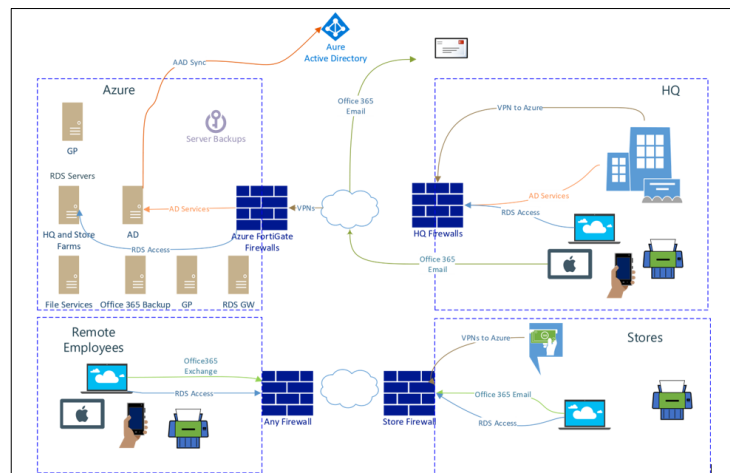 Aure
Active Directory
AAD Sync
Azure
Office 365
Email
HQ
VPN to Azure
GP
Server Backups
RDS Servers
HQ and Store
Farms
AD
AD Services
RDS Access
Azure FortiGate
Firewalls
VPNs
HQ Firewalls
AD Services
RDS Access
Office 365
Email
File Services
Office 365 Backup
GP
RDS GW
Remote
Employees
Office365
Exchange
RDS Access
Any Firewall
Store Firewall
VPNs to Azure
Stores
Office 365 Email
RDS Access